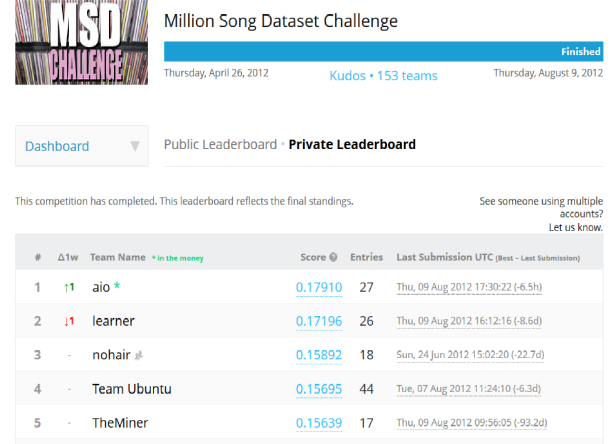 MSD
CHALLENGE
Million Song Dataset Challenge
Finished
Thursday, April 26, 2012
Kudos • 153 teams
Thursday, August 9, 2012
Dashboard ▼
Public Leaderboard • Private Leaderboard
This competition has completed. This leaderboard reflects the final standings.
See someone using multiple
accounts?
Let us know.
# Δ1w Team Name * in the money Score Entries Last Submission UTC (Best – Last Submission)
1 ↑1 aio * 0.17910 27 Thu, 09 Aug 2012 17:30:22 (-6.5h)
2 ↓1 learner 0.17196 26 Thu, 09 Aug 2012 16:12:16 (-8.6d)
3 - nohair 0.15892 18 Sun, 24 Jun 2012 15:02:20 (-22.7d)
4 - Team Ubuntu 0.15695 44 Tue, 07 Aug 2012 11:24:10 (-6.3d)
5 - TheMiner 0.15639 17 Thu, 09 Aug 2012 09:56:05 (-93.2d)